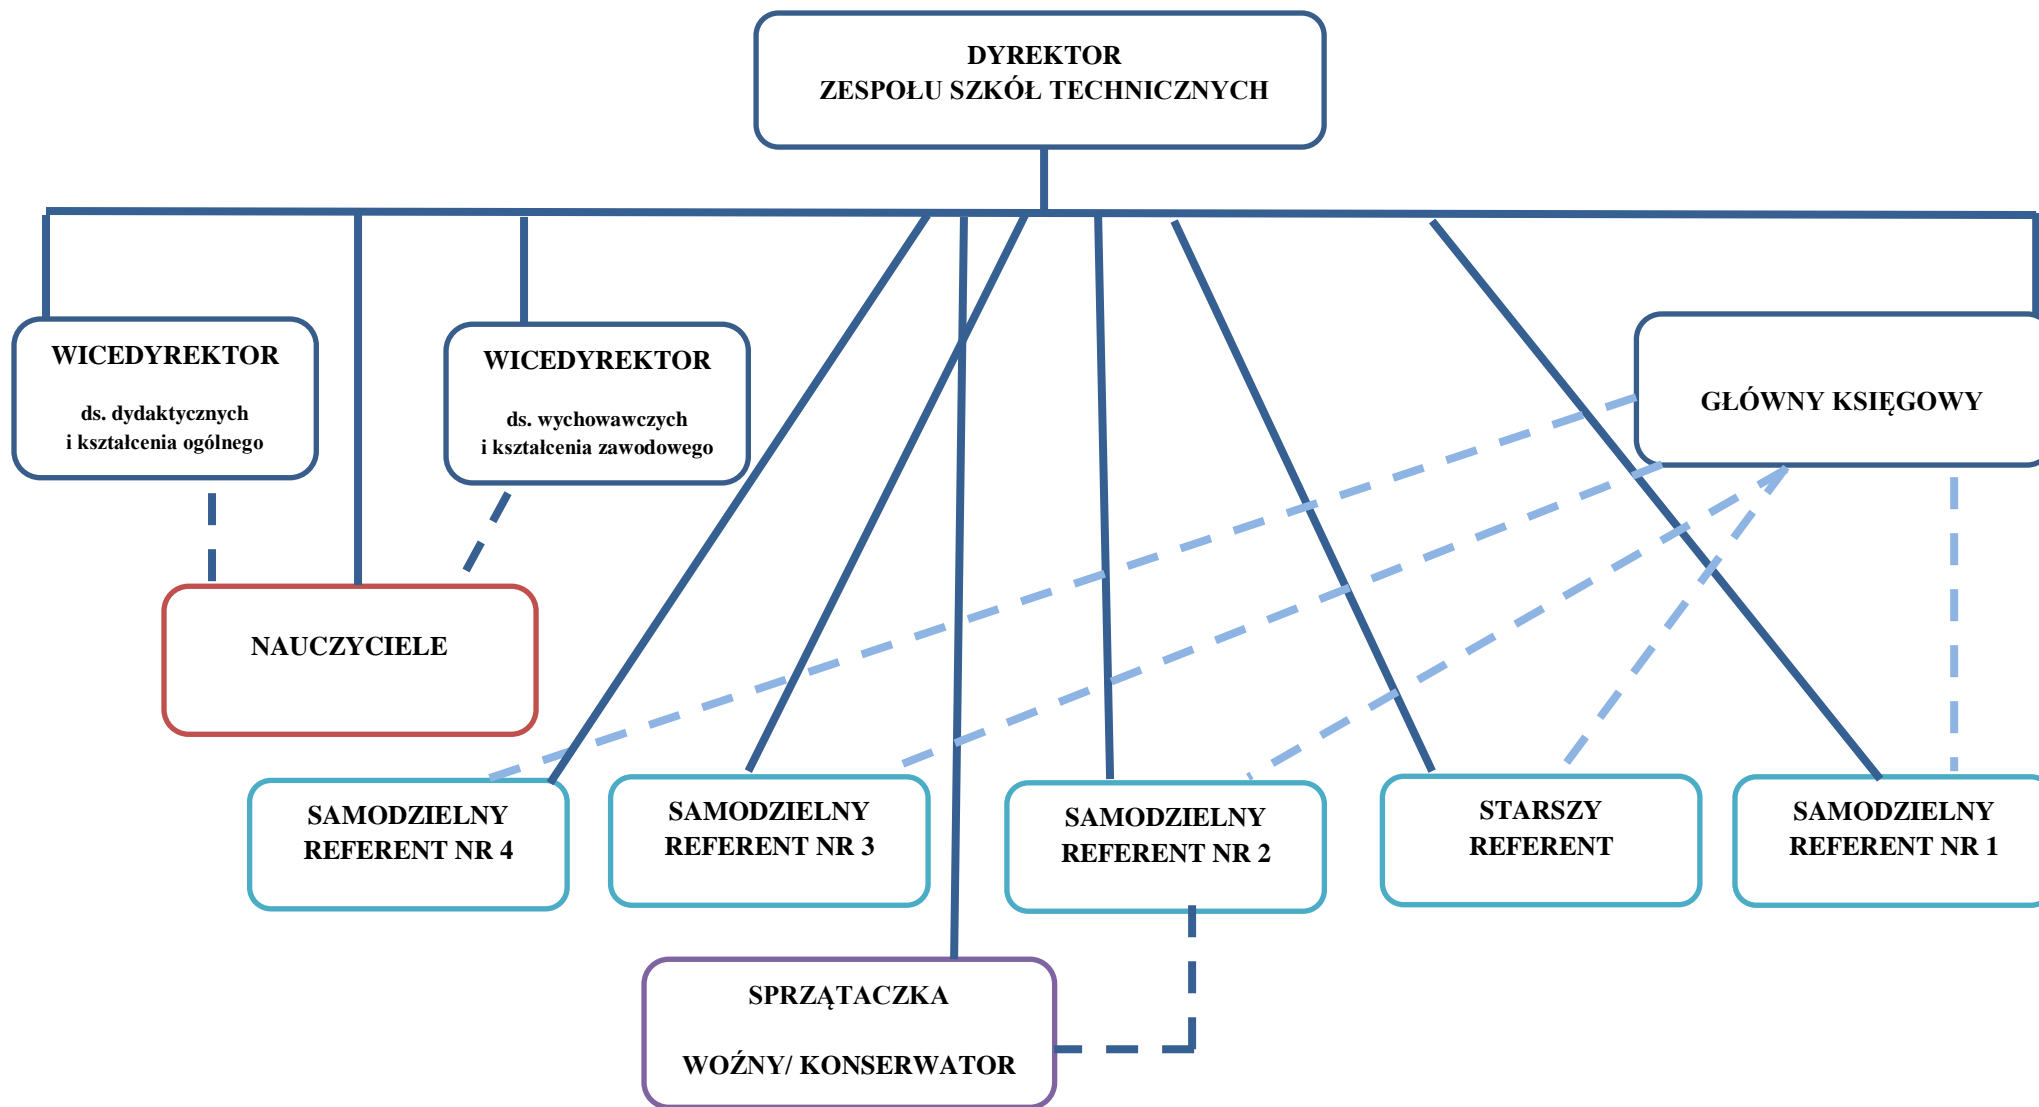 DYREKTOR
ZESPOŁU SZKÓŁ TECHNICZNYCH
WICEDYREKTOR
ds. dydaktycznych
i kształcenia ogólnego
WICEDYREKTOR
ds. wychowawczych
i kształcenia zawodowego
GŁÓWNY KSIĘGOWY
NAUCZYCIELE
SAMODZIELNY
REFERENT NR 4
SAMODZIELNY
REFERENT NR 3
SAMODZIELNY
REFERENT NR 2
STARSZY
REFERENT
SAMODZIELNY
REFERENT NR 1
SPRZĄTACZKA
WOŹNY/ KONSERWATOR